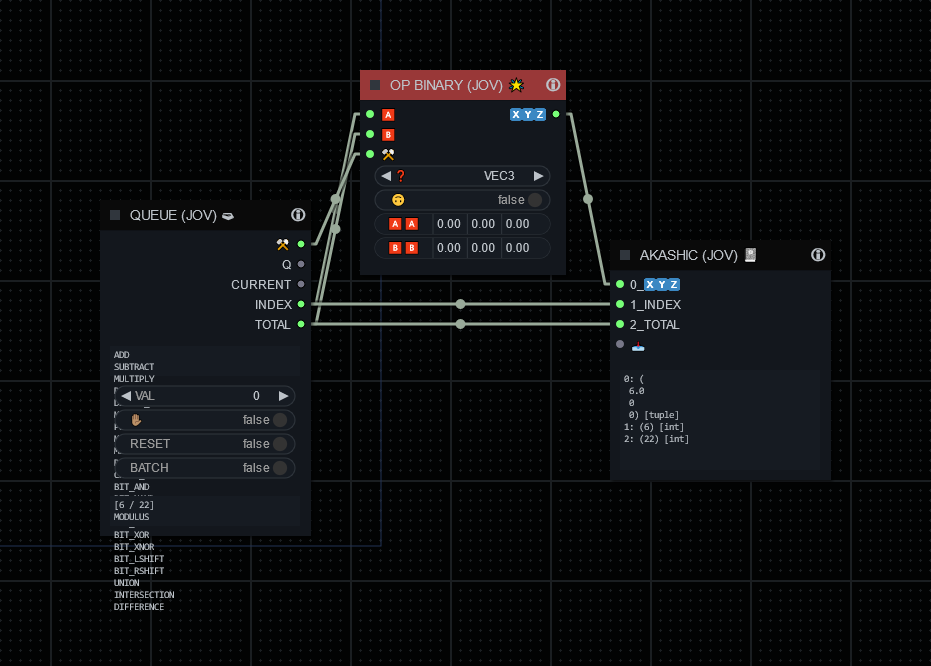 OP BINARY (JOV)
A
XYZ
B
VEC3
false
A A 0.00 0.00 0.00
B B 0.00 0.00 0.00
QUEUE (JOV)
Q
CURRENT
INDEX
TOTAL
ADD
SUBTRACT
MULTIPLY
VAL 0
false
RESET false
BATCH false
BIT_AND
[6 / 22]
MODULUS
BIT_XOR
BIT_XNOR
BIT_LSHIFT
BIT_RSHIFT
UNION
INTERSECTION
DIFFERENCE
AKASHIC (JOV)
0_XYZ
1_INDEX
2_TOTAL
0: (
6.0
0
0) [tuple]
1: (6) [int]
2: (22) [int]